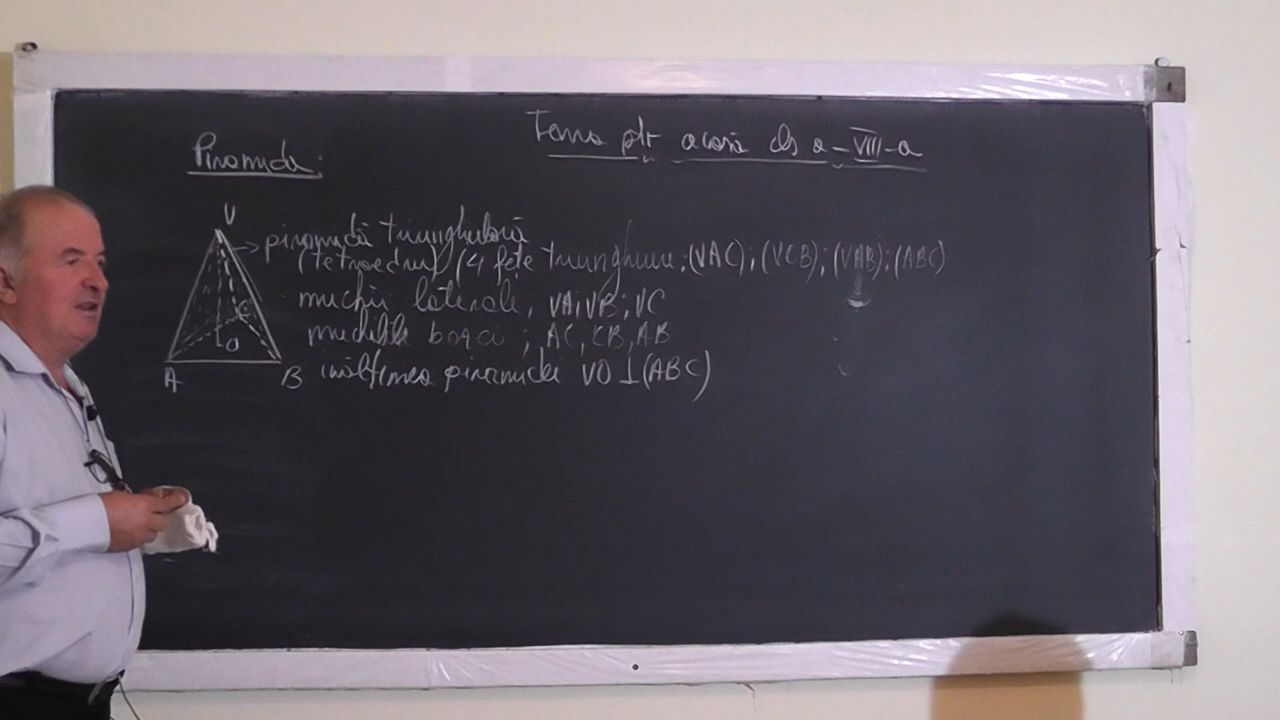 Tema ptr acasă cls a-VIII-a
Piramida:
V
piramidă triunghiulară
(tetraedru) (4 fețe triunghiuri; (VAC); (VCB); (VAB); (ABC)
muchii laterale; VA; VB; VC
C
muchiile bazei; AC, CB, AB
O
A B înălțimea piramidei VO ⊥ (ABC)